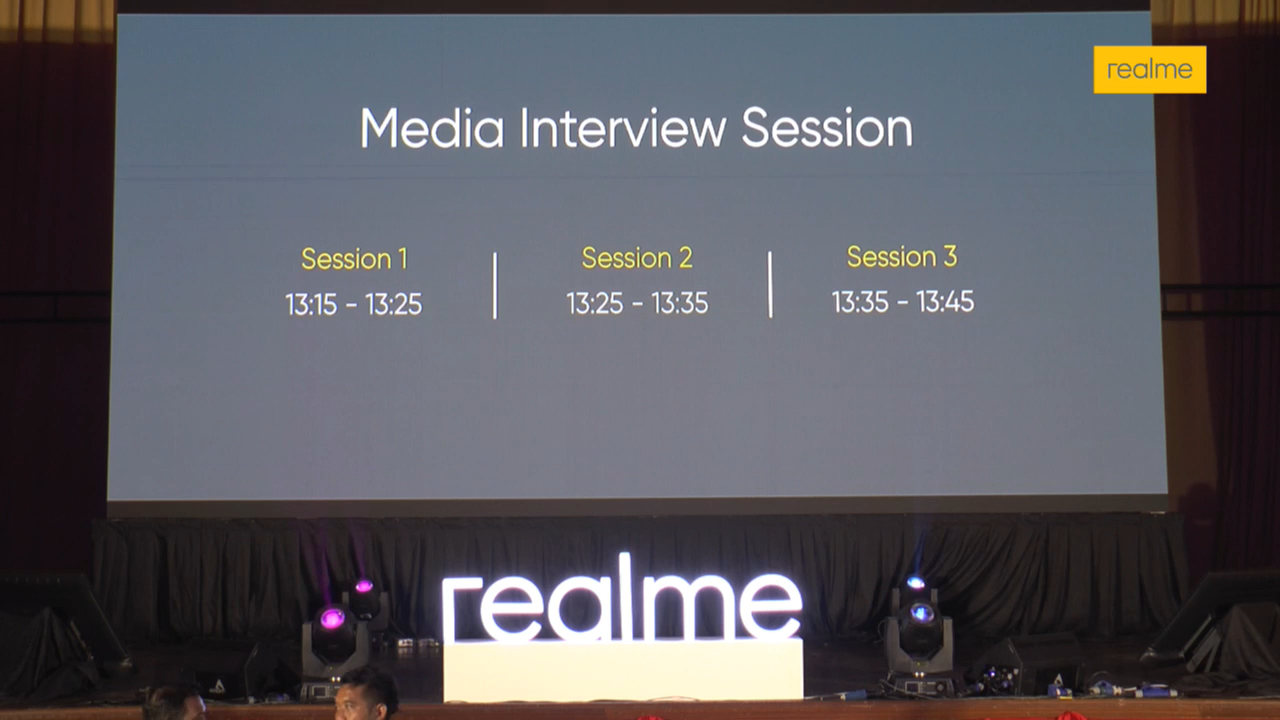 realme
Media Interview Session
Session 1
13:15 - 13:25
Session 2
13:25 - 13:35
Session 3
13:35 - 13:45
realme